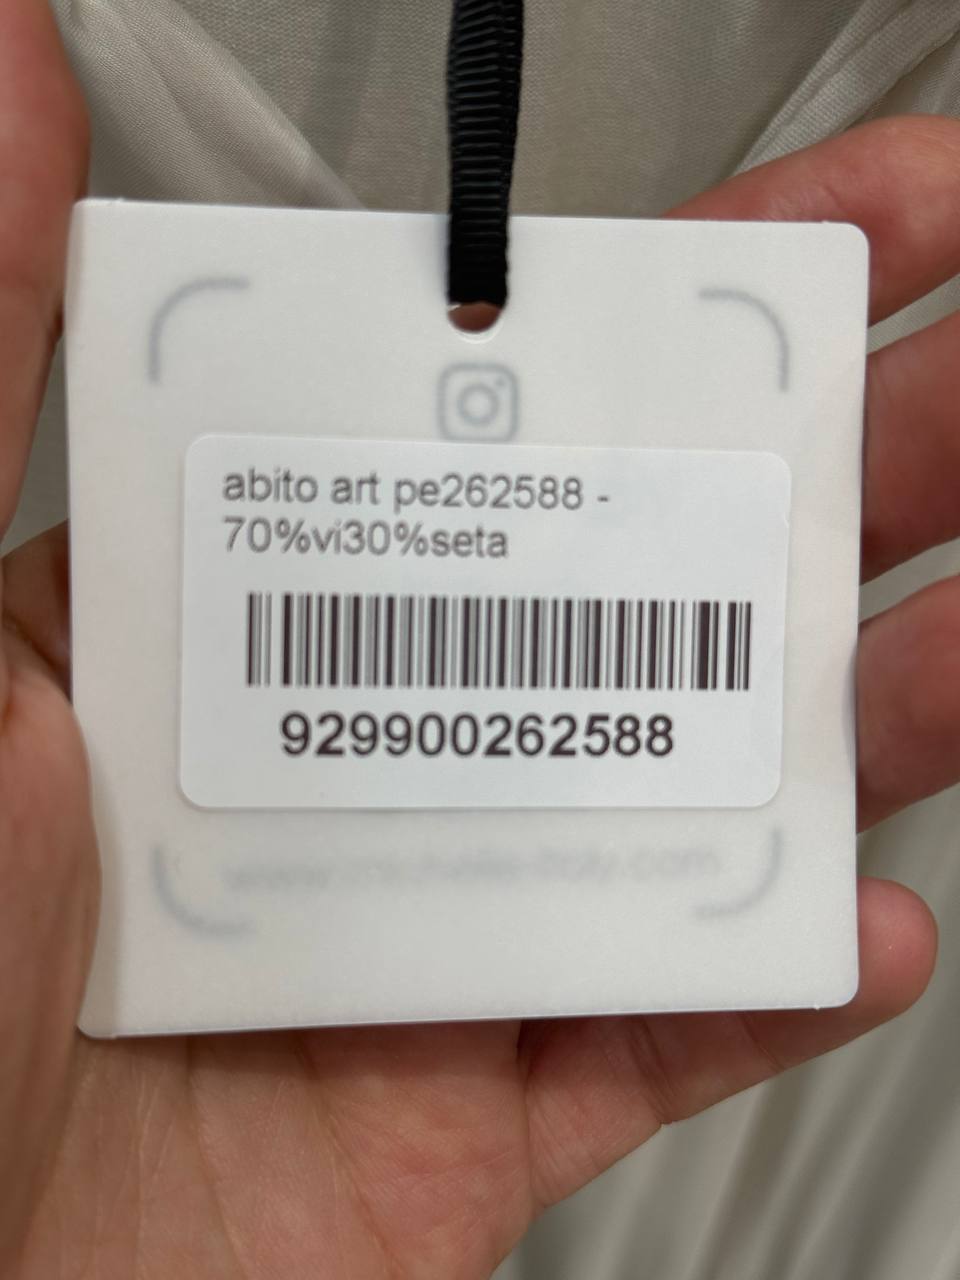 abito art pe262588 -
70%vi30%seta
929900262588